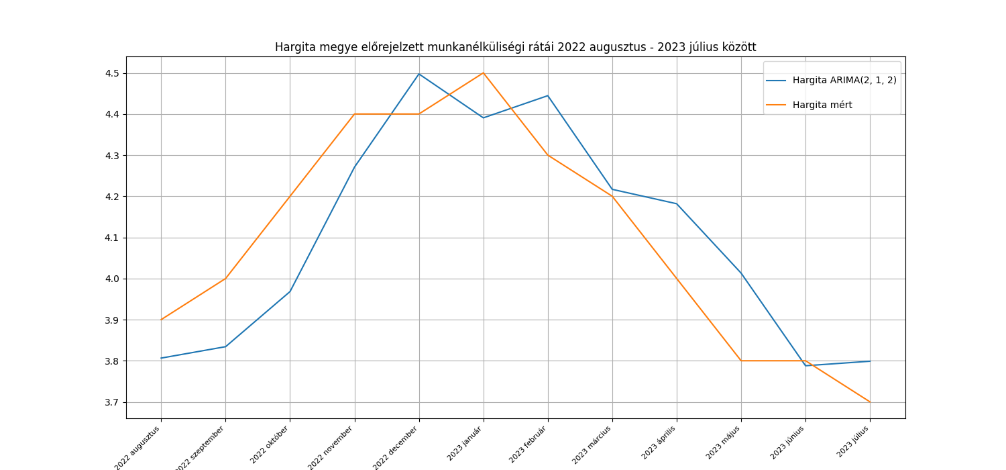 Hargita megye előrejelzett munkanélküliségi rátái 2022 augusztus - 2023 július között
Hargita ARIMA(2, 1, 2)
Hargita mért
4.5
4.4
4.3
4.2
4.1
4.0
3.9
3.8
3.7
2022 augusztus
2022 szeptember
2022 október
2022 november
2022 december
2023 január
2023 február
2023 március
2023 április
2023 május
2023 június
2023 július